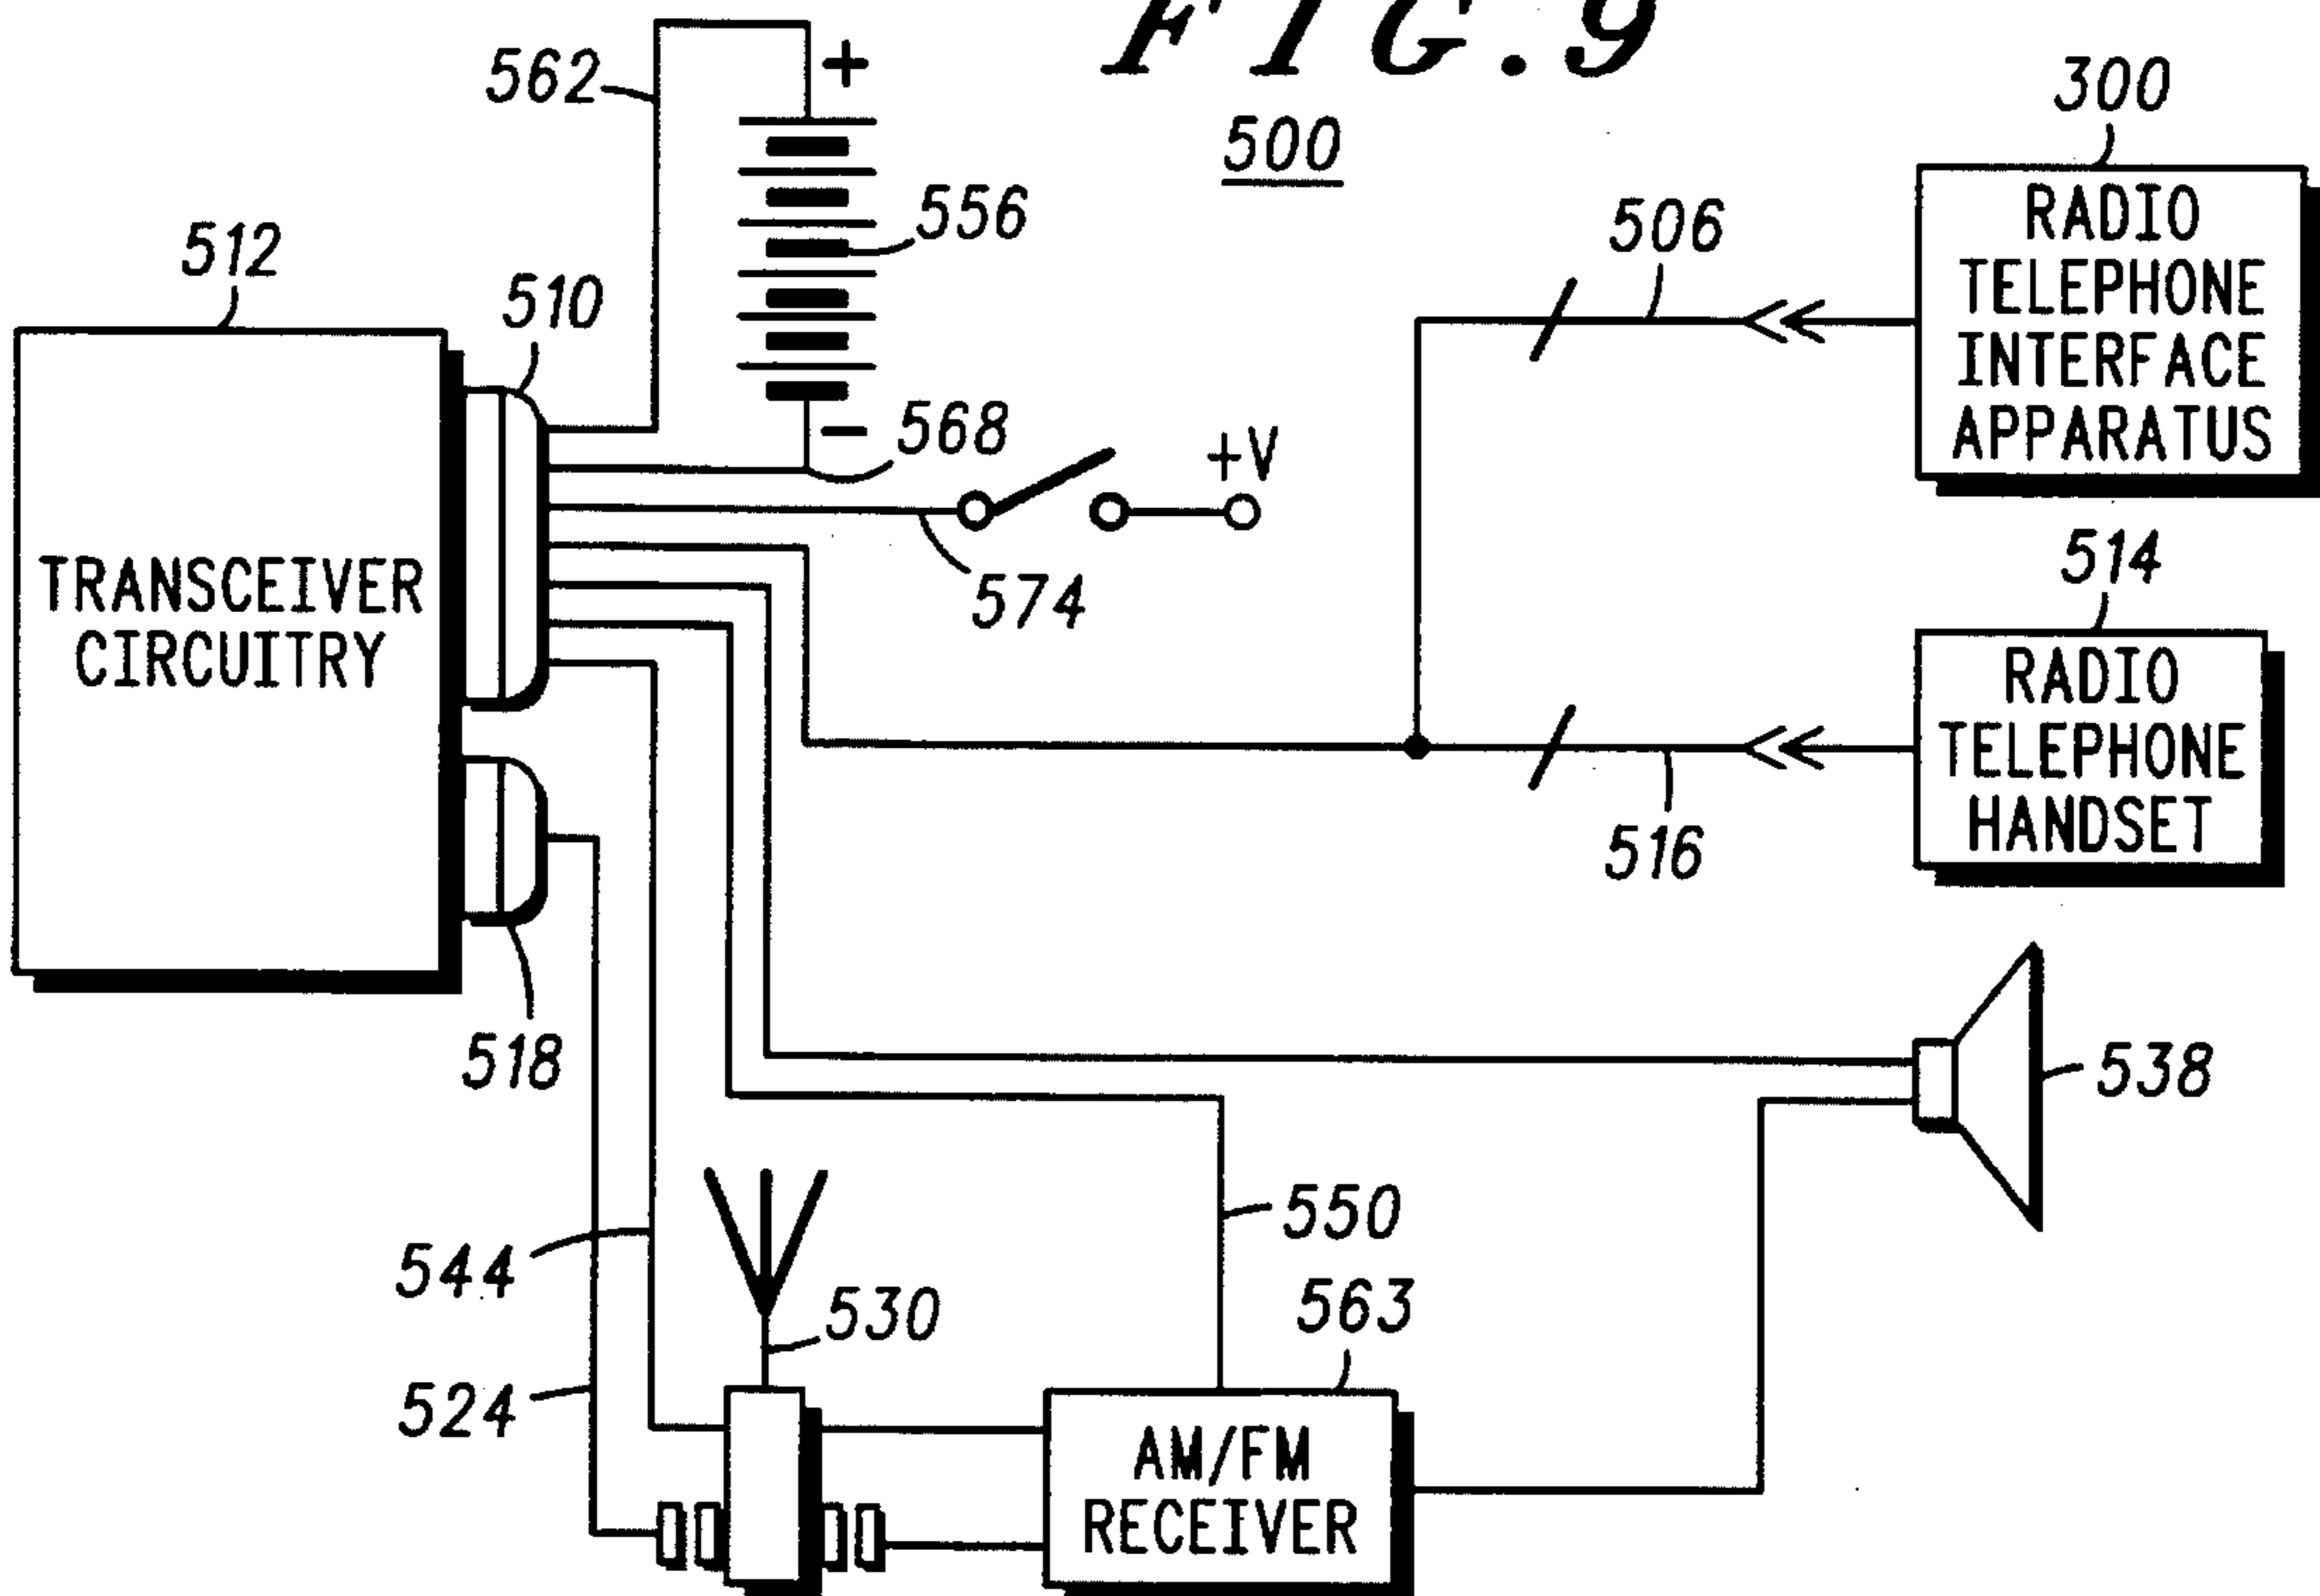 FIG.9
500
562
+
556
512
510
-
568
+V
574
506
300
RADIO
TELEPHONE
INTERFACE
APPARATUS
514
RADIO
TELEPHONE
HANDSET
516
TRANSCEIVER
CIRCUITRY
518
538
544
550
530
563
524
AM/FM
RECEIVER